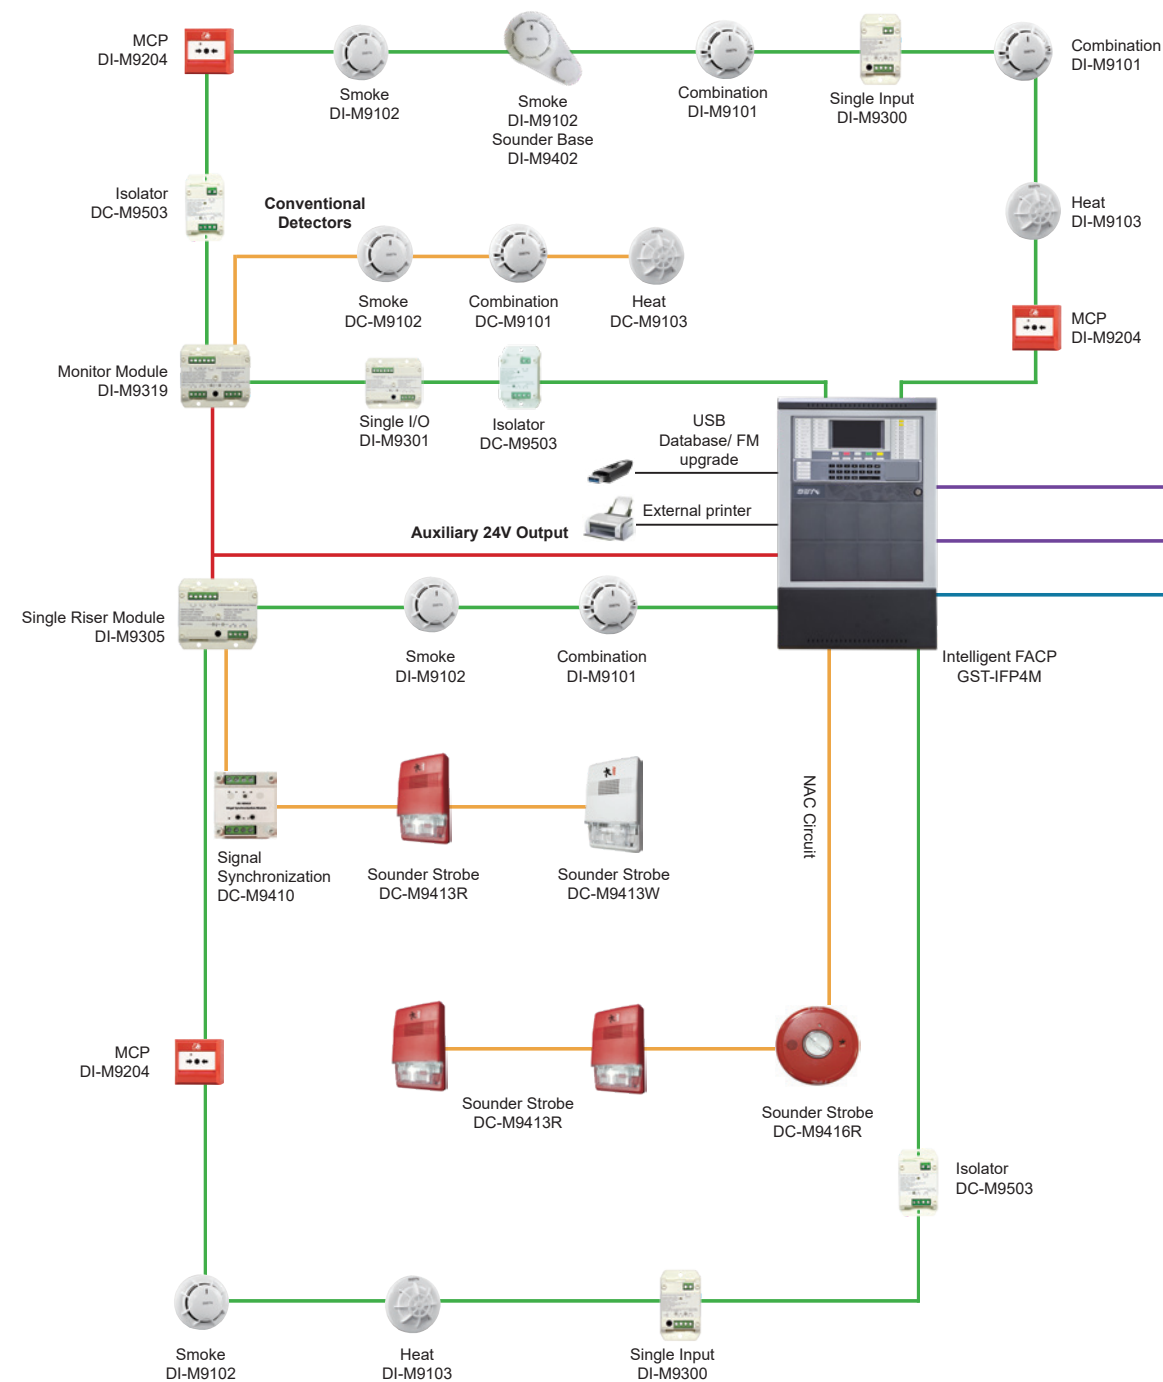 MCP
DI-M9204
Smoke
DI-M9102
Smoke
DI-M9102
Sounder Base
DI-M9402
Combination
DI-M9101
Single Input
DI-M9300
Combination
DI-M9101
Isolator
DC-M9503
Conventional
Detectors
Smoke
DC-M9102
Combination
DC-M9101
Heat
DC-M9103
Heat
DI-M9103
MCP
DI-M9204
Monitor Module
DI-M9319
Single I/O
DI-M9301
Isolator
DC-M9503
USB
Database/ FM
upgrade
External printer
Auxiliary 24V Output
Single Riser Module
DI-M9305
Smoke
DI-M9102
Combination
DI-M9101
Intelligent FACP
GST-IFP4M
NAC Circuit
Signal
Synchronization
DC-M9410
Sounder Strobe
DC-M9413R
Sounder Strobe
DC-M9413W
MCP
DI-M9204
Sounder Strobe
DC-M9413R
Sounder Strobe
DC-M9416R
Isolator
DC-M9503
Smoke
DI-M9102
Heat
DI-M9103
Single Input
DI-M9300